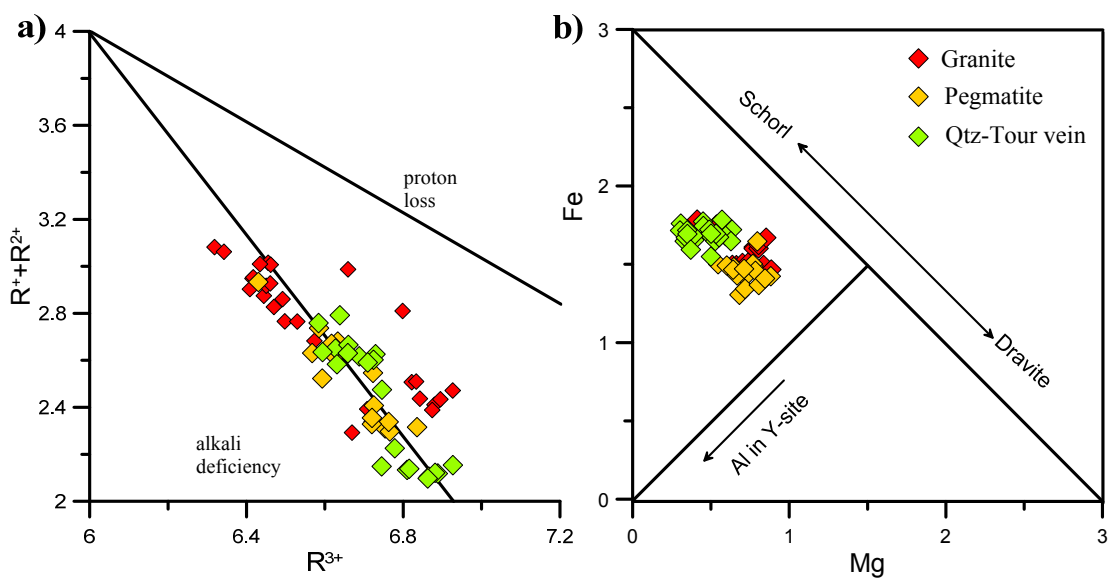 a)
4
3.6
3.2
2.8
2.4
2
R⁺+R²⁺
proton
loss
alkali
deficiency
6
6.4
6.8
7.2
R³⁺
b)
3
2
1
0
Fe
Granite
Pegmatite
Qtz-Tour vein
Schorl
Dravite
Al in Y-site
0
1
2
3
Mg